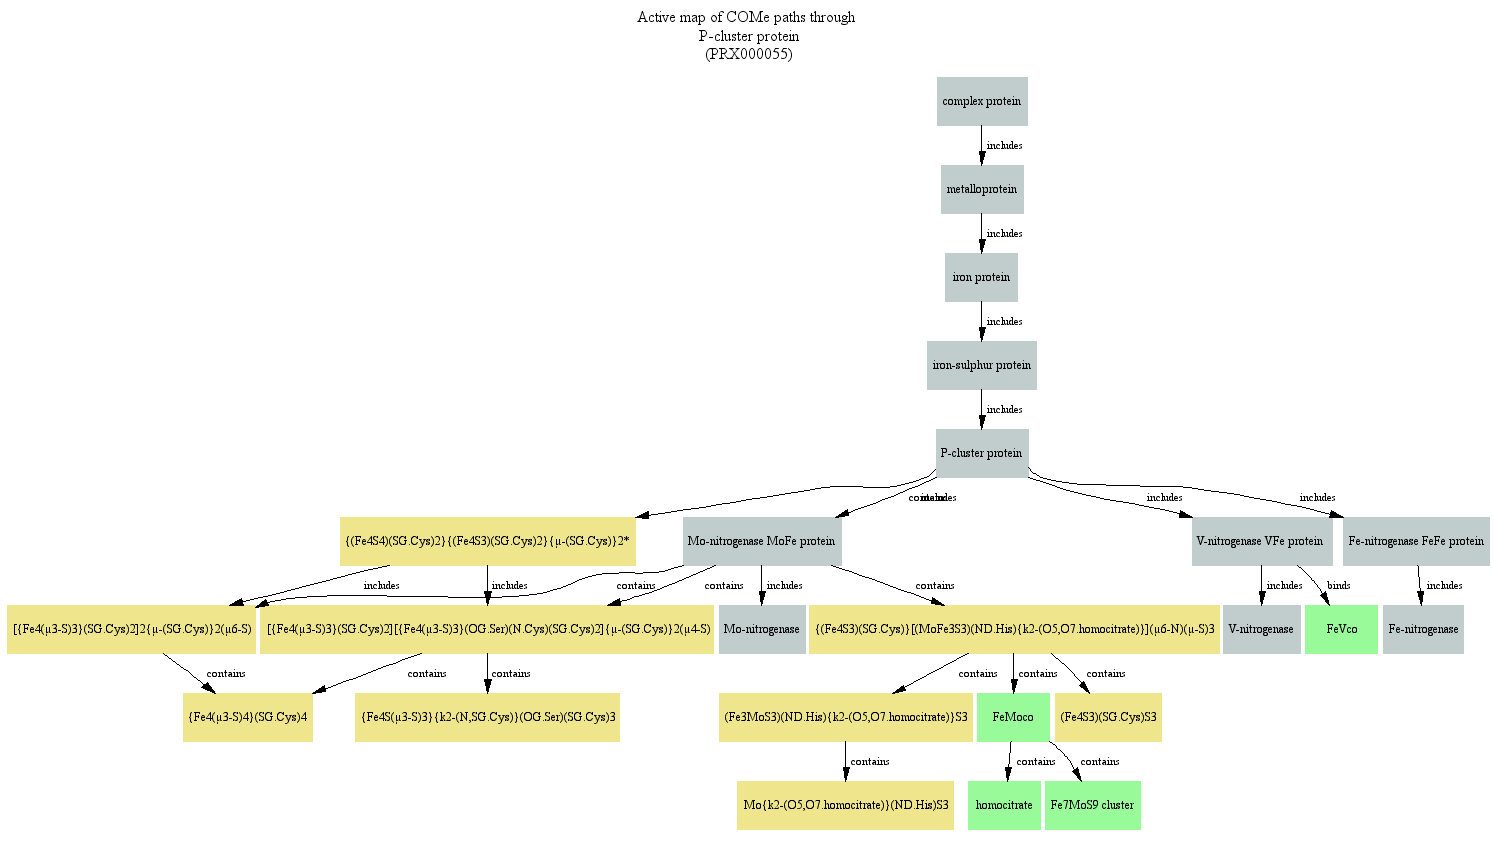 Active map of COMe paths through
P-cluster protein
(PRX000055)
complex protein
includes
metalloprotein
includes
iron protein
includes
iron-sulphur protein
includes
P-cluster protein
contains
includes
includes
includes
{(Fe4S4)(SG.Cys)2}{(Fe4S3)(SG.Cys)2}{μ-(SG.Cys)}2*
Mo-nitrogenase MoFe protein
V-nitrogenase VFe protein
Fe-nitrogenase FeFe protein
includes
includes
contains
contains
includes
contains
includes
binds
includes
[{Fe4(μ3-S)3}(SG.Cys)2]2{μ-(SG.Cys)}2(μ6-S)
[{Fe4(μ3-S)3}(SG.Cys)2][{Fe4(μ3-S)3}(OG.Ser)(N.Cys)(SG.Cys)2]{μ-(SG.Cys)}2(μ4-S)
Mo-nitrogenase
{(Fe4S3)(SG.Cys)}[(MoFe3S3)(ND.His){k2-(O5,O7.homocitrate)}](μ6-N)(μ-S)3
V-nitrogenase
FeVco
Fe-nitrogenase
contains
contains
contains
contains
contains
contains
{Fe4(μ3-S)4}(SG.Cys)4
{Fe4S(μ3-S)3}{k2-(N,SG.Cys)}(OG.Ser)(SG.Cys)3
(Fe3MoS3)(ND.His){k2-(O5,O7.homocitrate)}S3
FeMoco
(Fe4S3)(SG.Cys)S3
contains
contains
contains
Mo{k2-(O5,O7.homocitrate)}(ND.His)S3
homocitrate
Fe7MoS9 cluster